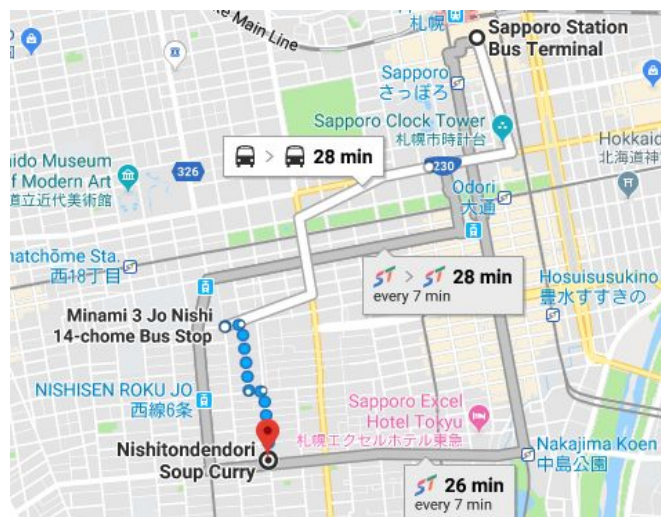 ke Main Line
札幌
Sapporo Station
Bus Terminal
Sapporo
さっぽろ
Sapporo Clock Tower
札幌市時計台
28 min
230
326
Hokkaid
北海道神
ido Museum
of Modern Art
道立近代美術館
Odori
大通
natchōme Sta.
西18丁目
28 min
every 7 min
Hosuisusukino
豊水すすきの
Minami 3 Jo Nishi
14-chome Bus Stop
NISHISEN ROKU JO
西線6条
Sapporo Excel
Hotel Tokyu
札幌エクセルホテル東急
Nishitondendori
Soup Curry
Nakajima Koen
中島公園
26 min
every 7 min